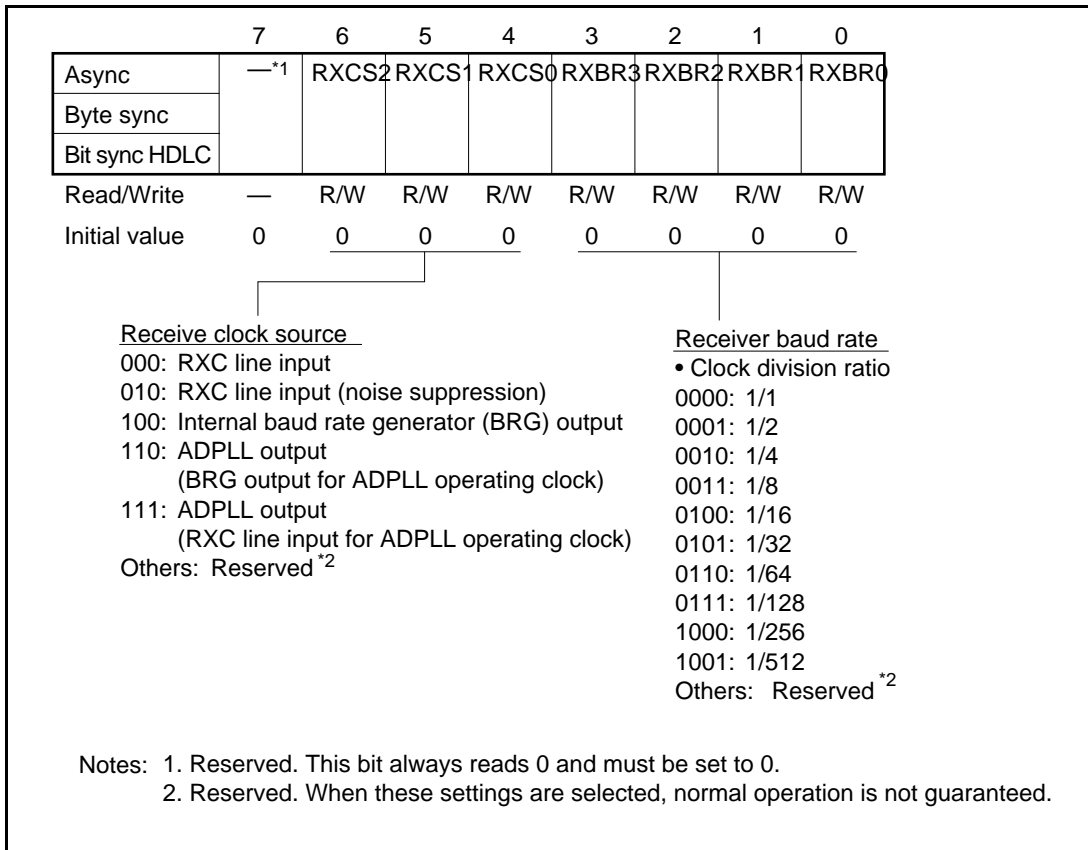 7 6 5 4 3 2 1 0
Async —*1 RXCS2 RXCS1 RXCS0 RXBR3 RXBR2 RXBR1 RXBR0
Byte sync
Bit sync HDLC
Read/Write — R/W R/W R/W R/W R/W R/W R/W
Initial value 0 0 0 0 0 0 0 0
Receive clock source
000: RXC line input
010: RXC line input (noise suppression)
100: Internal baud rate generator (BRG) output
110: ADPLL output
(BRG output for ADPLL operating clock)
111: ADPLL output
(RXC line input for ADPLL operating clock)
Others: Reserved *2
Receiver baud rate
• Clock division ratio
0000: 1/1
0001: 1/2
0010: 1/4
0011: 1/8
0100: 1/16
0101: 1/32
0110: 1/64
0111: 1/128
1000: 1/256
1001: 1/512
Others: Reserved *2
Notes: 1. Reserved. This bit always reads 0 and must be set to 0.
2. Reserved. When these settings are selected, normal operation is not guaranteed.